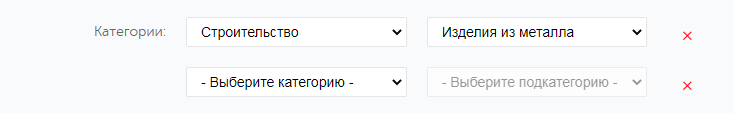 Категории: Строительство Изделия из металла
- Выберите категорию - - Выберите подкатегорию -